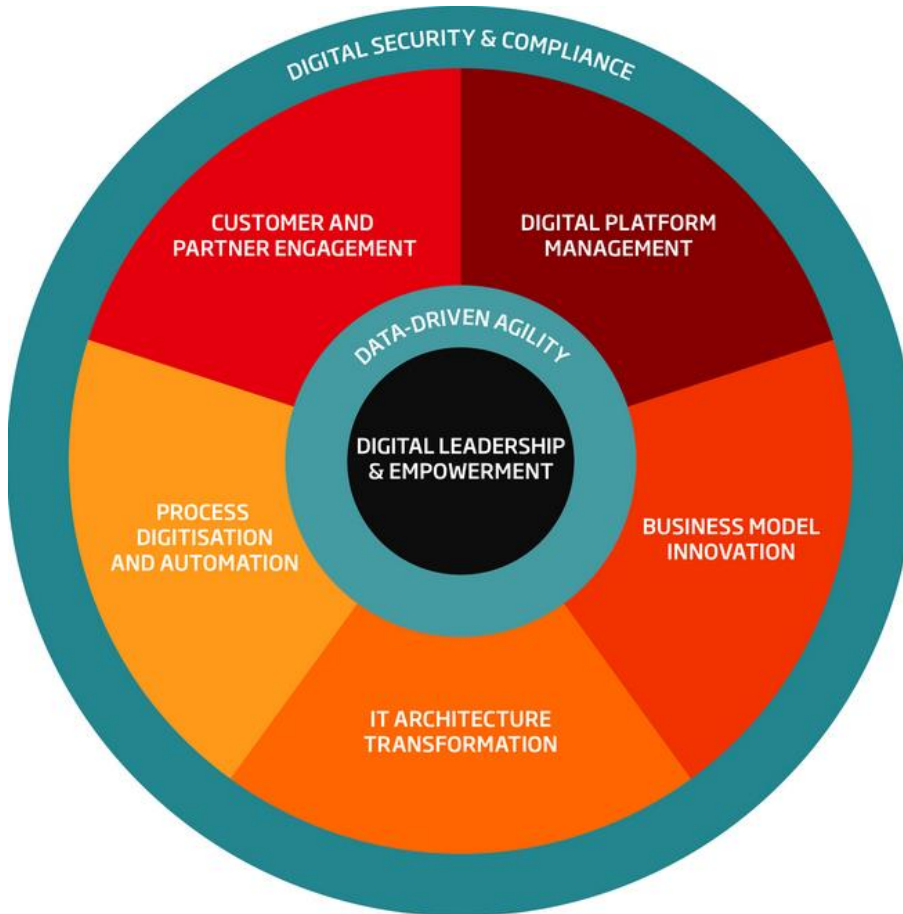 DIGITAL SECURITY & COMPLIANCE
CUSTOMER AND
PARTNER ENGAGEMENT
DIGITAL PLATFORM
MANAGEMENT
DATA-DRIVEN AGILITY
DIGITAL LEADERSHIP
& EMPOWERMENT
PROCESS
DIGITISATION
AND AUTOMATION
BUSINESS MODEL
INNOVATION
IT ARCHITECTURE
TRANSFORMATION